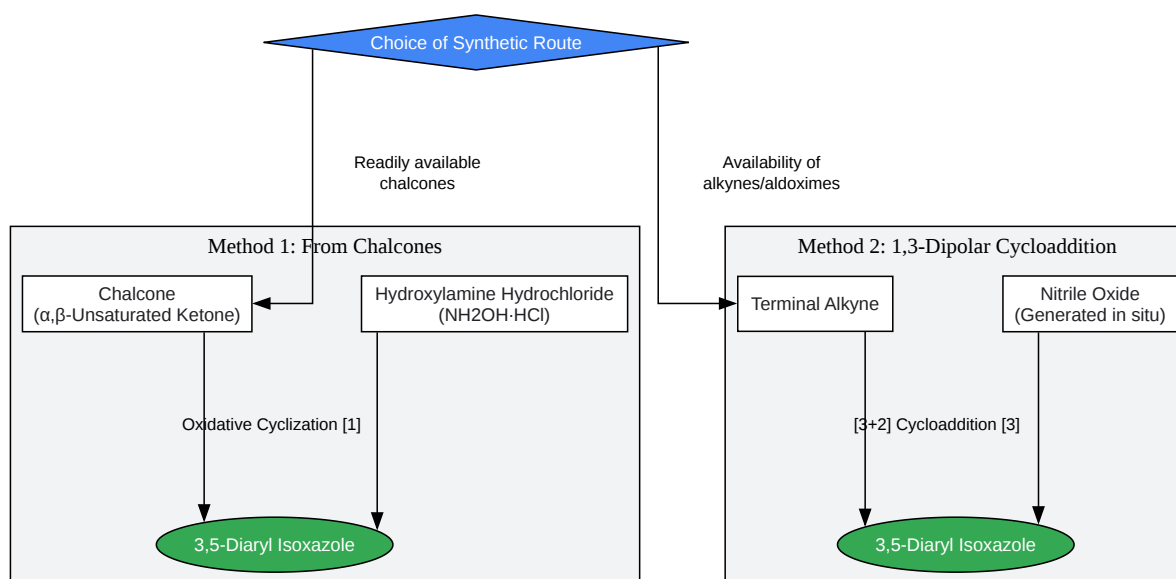 Choice of Synthetic Route
Readily available
chalcones
Availability of
alkynes/aldoximes
Method 1: From Chalcones
Chalcone
(α,β-Unsaturated Ketone)
Hydroxylamine Hydrochloride
(NH2OH·HCl)
Oxidative Cyclization [1]
3,5-Diaryl Isoxazole
Method 2: 1,3-Dipolar Cycloaddition
Terminal Alkyne
Nitrile Oxide
(Generated in situ)
[3+2] Cycloaddition [3]
3,5-Diaryl Isoxazole